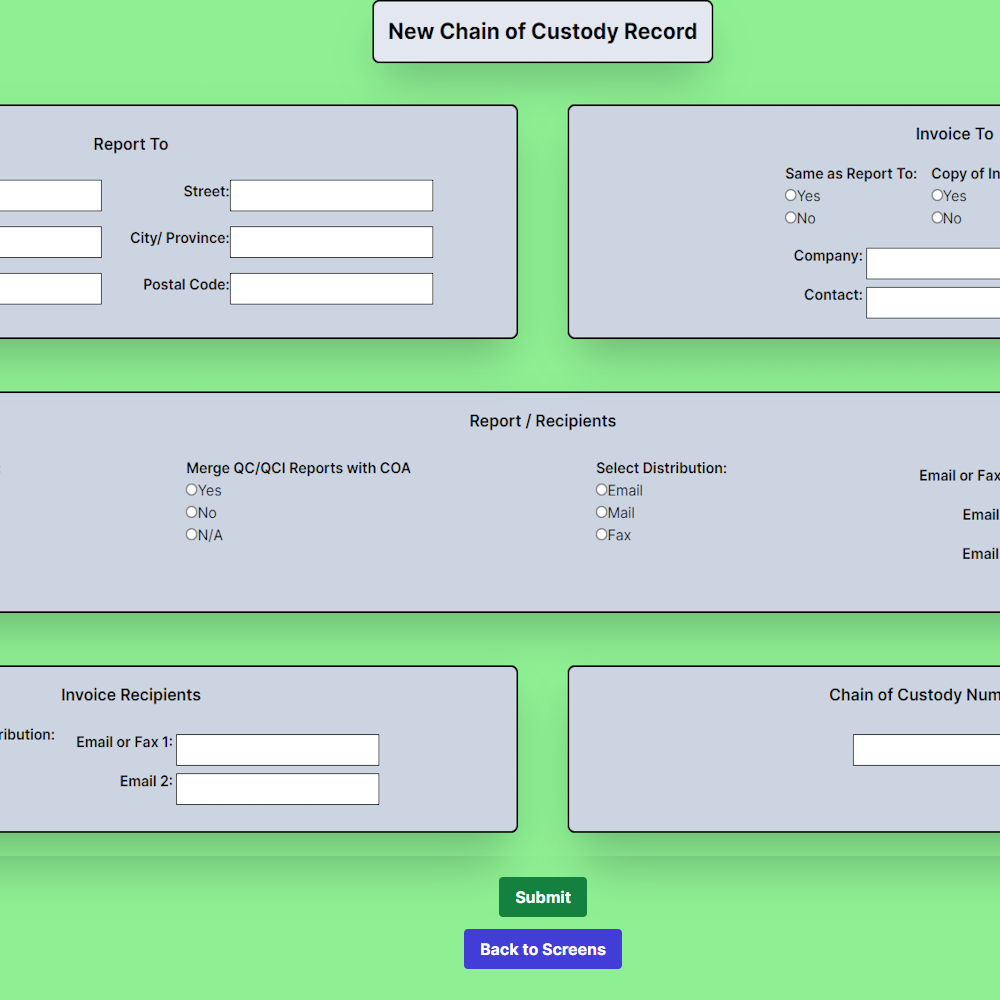 New Chain of Custody Record
Report To
Street:
City/ Province:
Postal Code:
Invoice To
Same as Report To: Copy of In
Yes Yes
No No
Company:
Contact:
Report / Recipients
Merge QC/QCI Reports with COA
Yes
No
N/A
Select Distribution:
Email
Mail
Fax
Email or Fax
Email
Email
Invoice Recipients
ribution:
Email or Fax 1:
Email 2:
Chain of Custody Num
Submit
Back to Screens